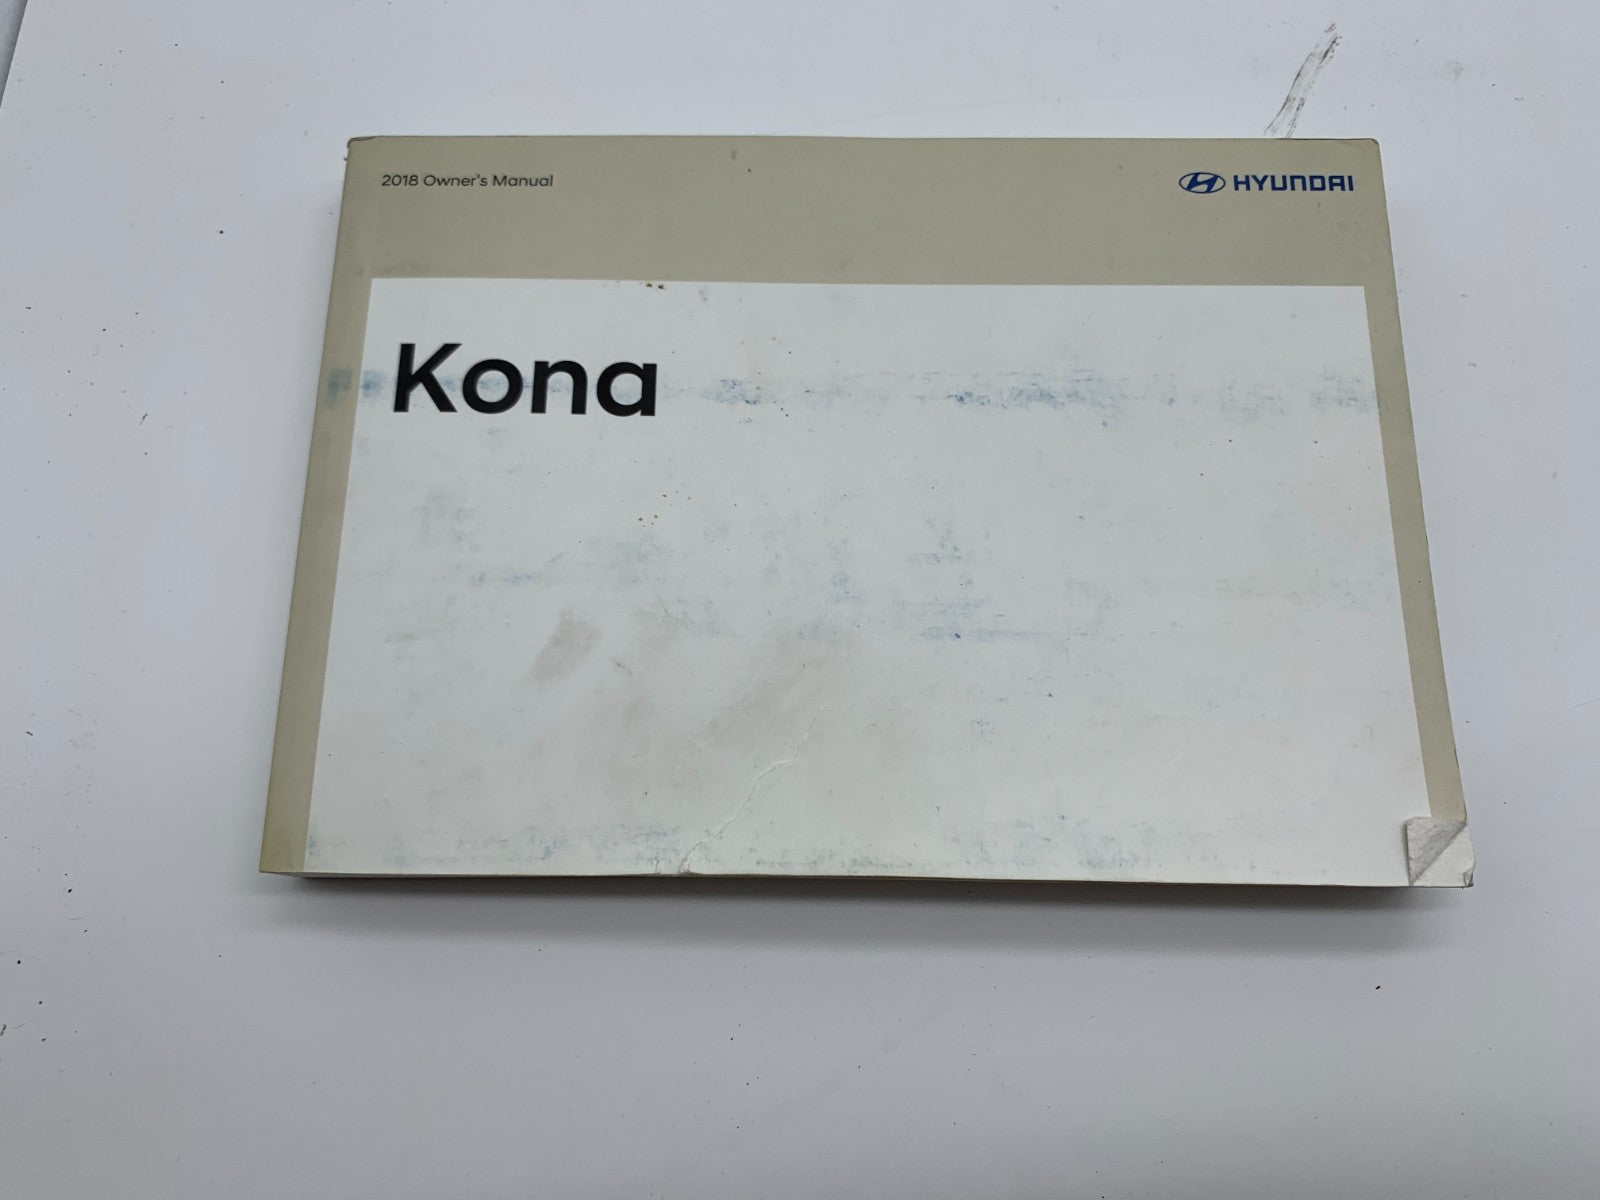 2018 Owner's Manual
HYUNDAI
Kona